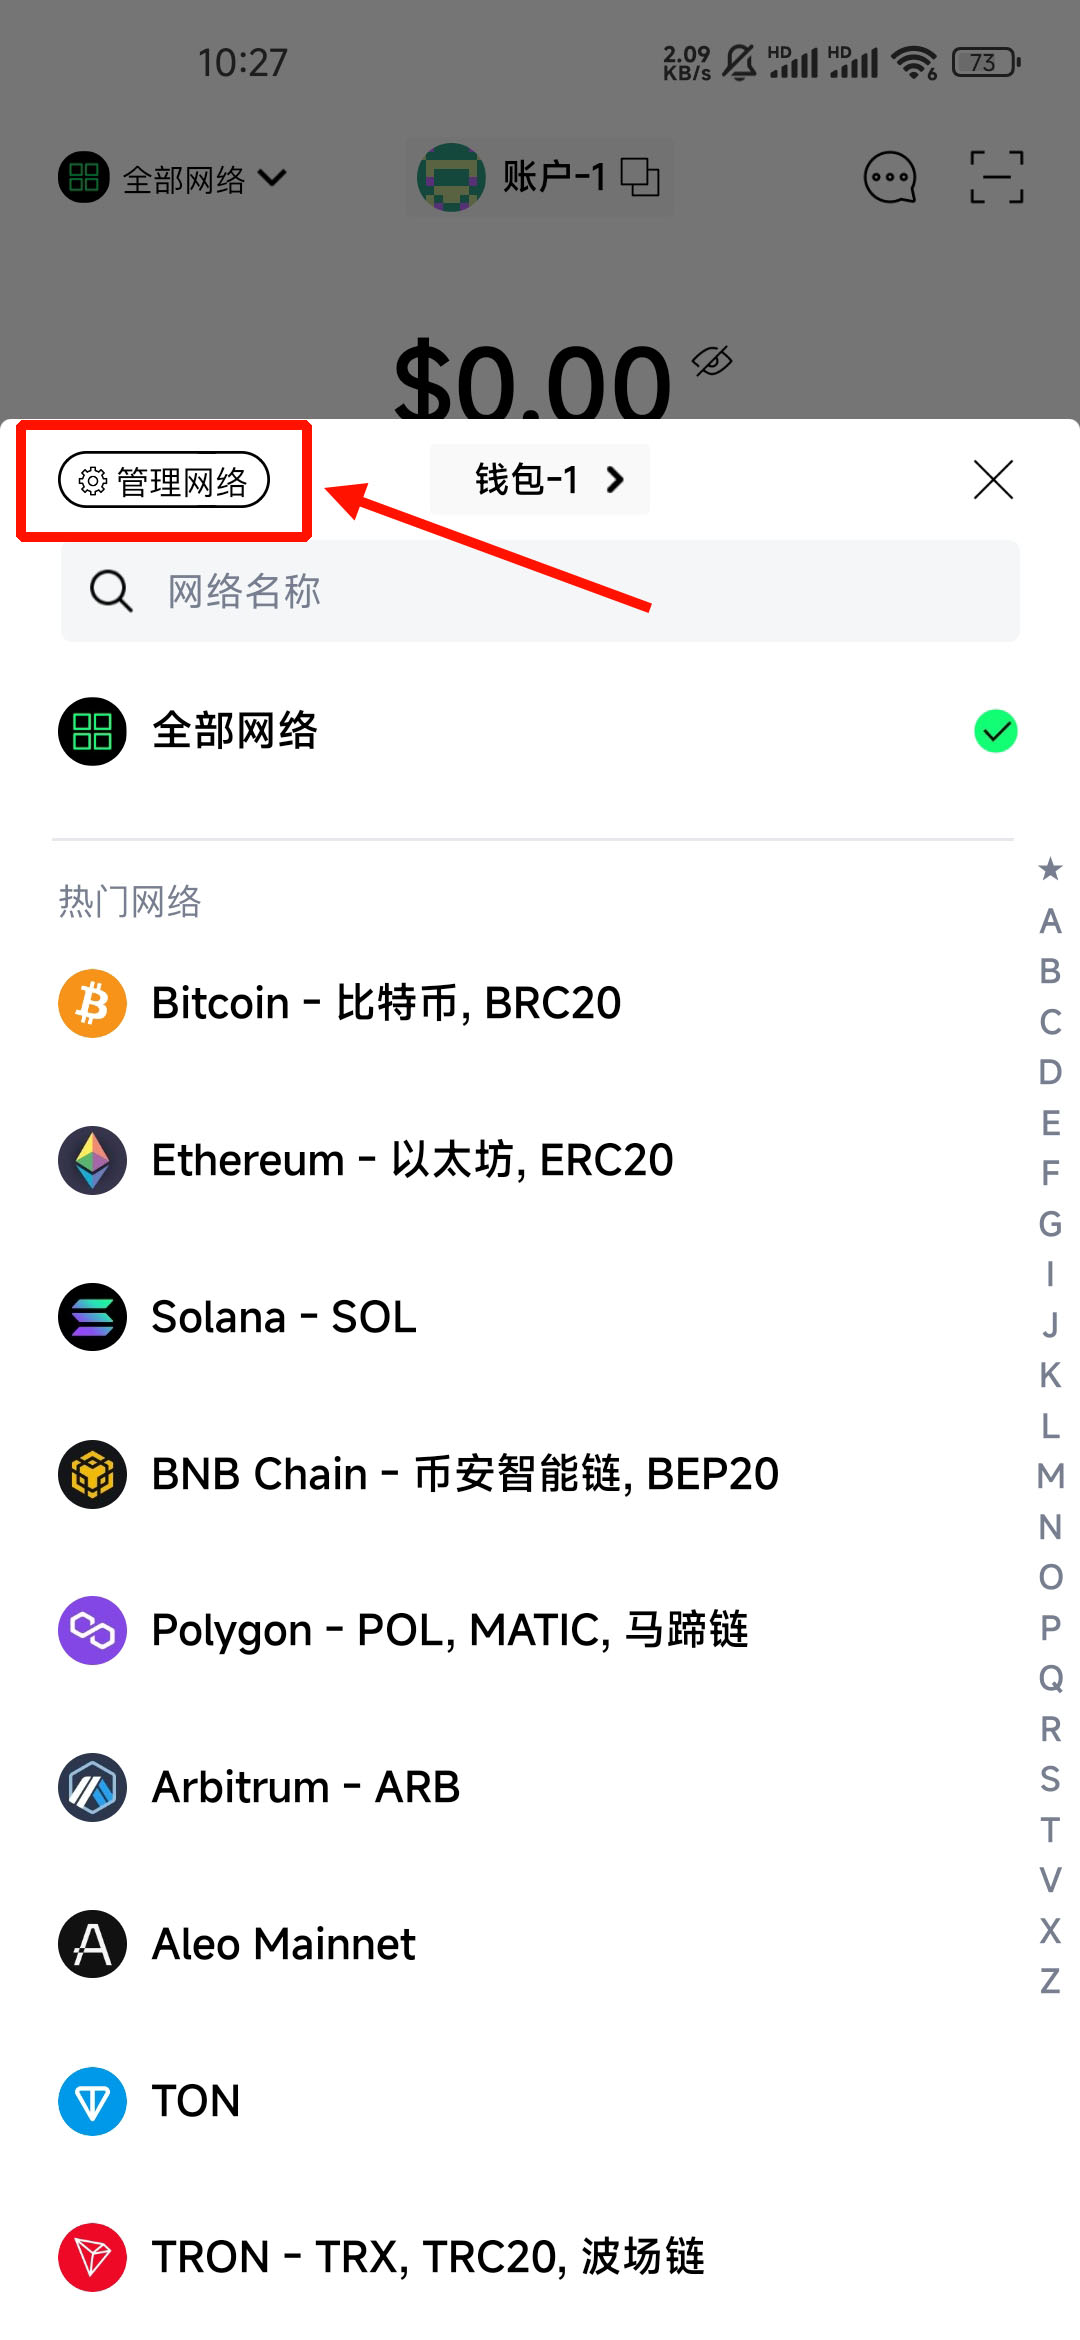 10:27
2.09 KB/s
HD
HD
6
73
全部网络
账户-1
$0.00
管理网络
钱包-1
网络名称
全部网络
热门网络
★
A
B
C
D
E
F
G
I
J
K
L
M
N
O
P
Q
R
S
T
V
X
Z
Bitcoin - 比特币, BRC20
Ethereum - 以太坊, ERC20
Solana - SOL
BNB Chain - 币安智能链, BEP20
Polygon - POL, MATIC, 马蹄链
Arbitrum - ARB
Aleo Mainnet
TON
TRON - TRX, TRC20, 波场链